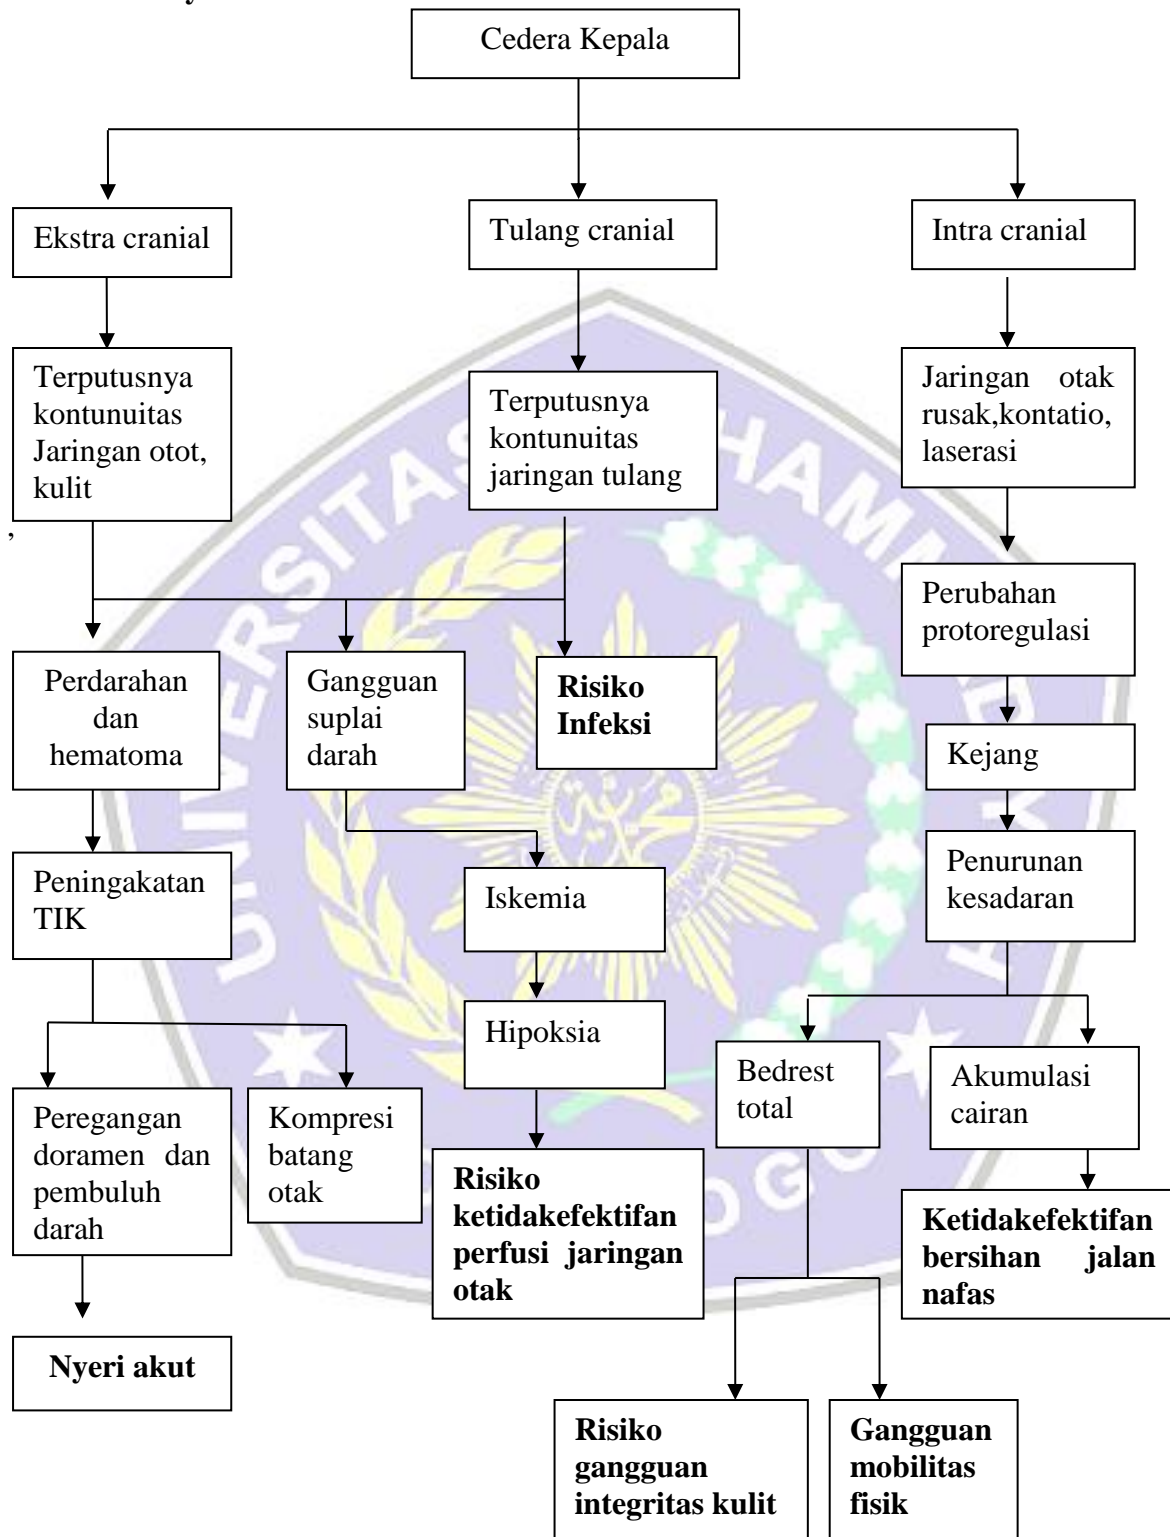 Cedera Kepala
Ekstra cranial
Tulang cranial
Intra cranial
Terputusnya
kontunuitas
Jaringan otot,
kulit
Terputusnya
kontunuitas
jaringan tulang
Jaringan otak
rusak,kontatio,
laserasi
,
Perubahan
protoregulasi
Perdarahan
dan
hematoma
Gangguan
suplai
darah
Risiko
Infeksi
Kejang
Peningakatan
TIK
Iskemia
Penurunan
kesadaran
Hipoksia
Bedrest
total
Akumulasi
cairan
Peregangan
doramen dan
pembuluh
darah
Kompresi
batang
otak
Risiko
ketidakefektifan
perfusi jaringan
otak
Ketidakefektifan
bersihan jalan
nafas
Nyeri akut
Risiko
gangguan
integritas kulit
Gangguan
mobilitas
fisik
UNIVERSITAS